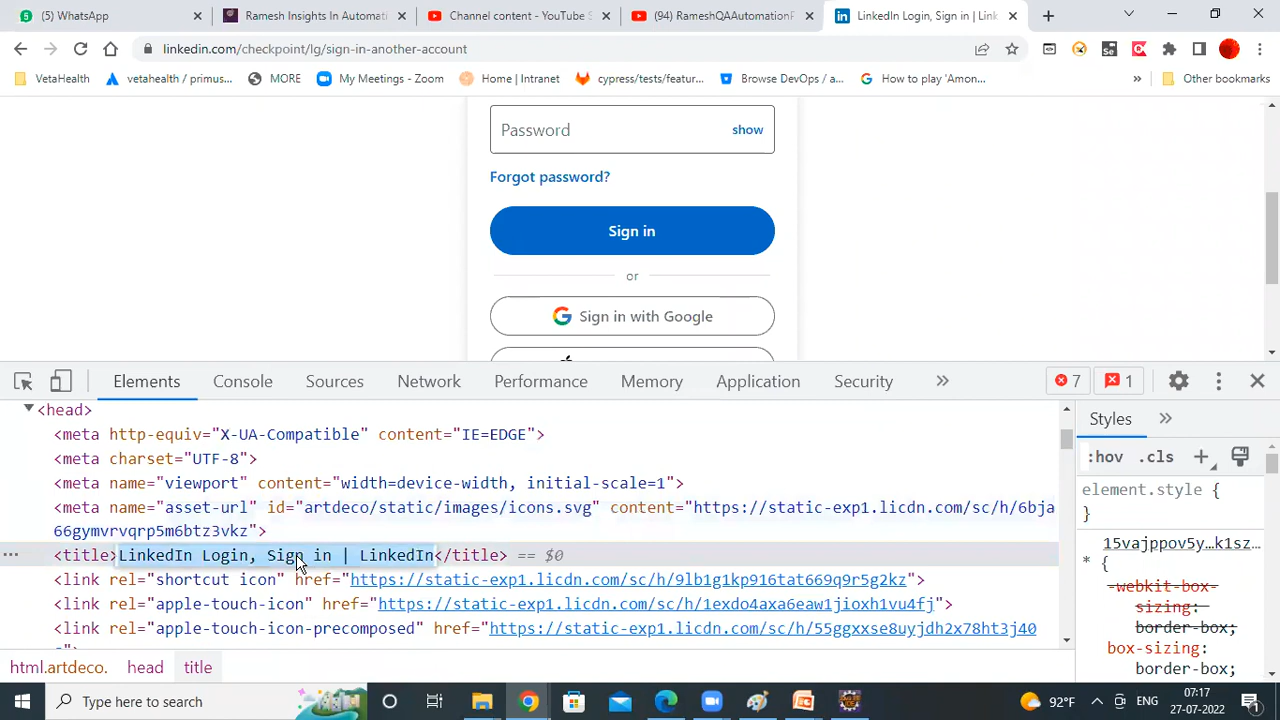 (5) WhatsApp
Ramesh Insights In Automati
Channel content - YouTube S
(94) RameshQAAutomationF
LinkedIn Login, Sign in | Link
linkedin.com/checkpoint/lg/sign-in-another-account
VetaHealth
vetahealth / primus...
MORE
My Meetings - Zoom
Home | Intranet
cypress/tests/featur...
Browse DevOps / a...
How to play 'Amon...
»
Other bookmarks
Password
show
Forgot password?
Sign in
or
Sign in with Google
Elements
Console
Sources
Network
Performance
Memory
Application
Security
»
7
1
<head>
<meta http-equiv="X-UA-Compatible" content="IE=EDGE">
<meta charset="UTF-8">
<meta name="viewport" content="width=device-width, initial-scale=1">
<meta name="asset-url" id="artdeco/static/images/icons.svg" content="https://static-exp1.licdn.com/sc/h/6bja
66gymvrvqrp5m6btz3vkz">
<title>LinkedIn Login, Sign in | LinkedIn</title> == $0
<link rel="shortcut icon" href="https://static-exp1.licdn.com/sc/h/9lb1g1kp916tat669q9r5g2kz">
<link rel="apple-touch-icon" href="https://static-exp1.licdn.com/sc/h/1exdo4axa6eaw1jioxh1vu4fj">
<link rel="apple-touch-icon-precomposed" href="https://static-exp1.licdn.com/sc/h/55ggxxse8uyjdh2x78ht3j40
html.artdeco.
head
title
Styles
»
:hov .cls +
element.style {
}
15vajppov5y…k1sz…
* {
-webkit-box-
sizing:
border-box;
box-sizing:
border-box;
Type here to search
92°F
ENG
07:17
27-07-2022
1